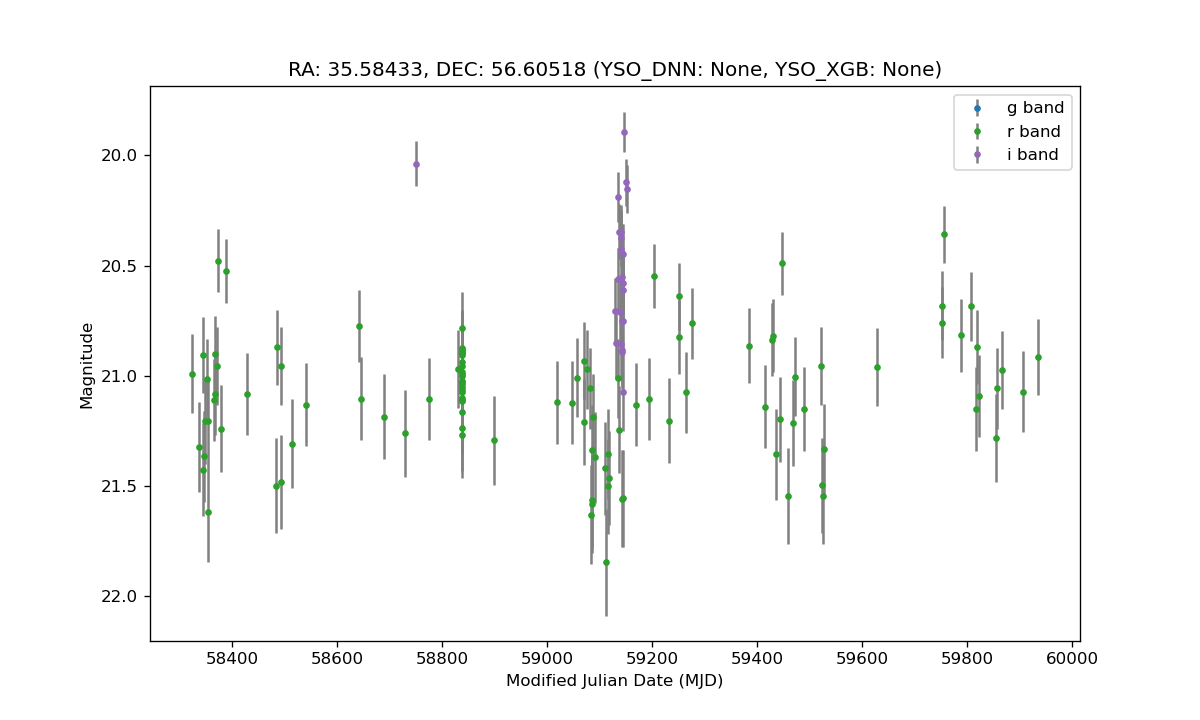 RA: 35.58433, DEC: 56.60518 (YSO_DNN: None, YSO_XGB: None)
g band
r band
i band
Magnitude
20.0
20.5
21.0
21.5
22.0
58400 58600 58800 59000 59200 59400 59600 59800 60000
Modified Julian Date (MJD)